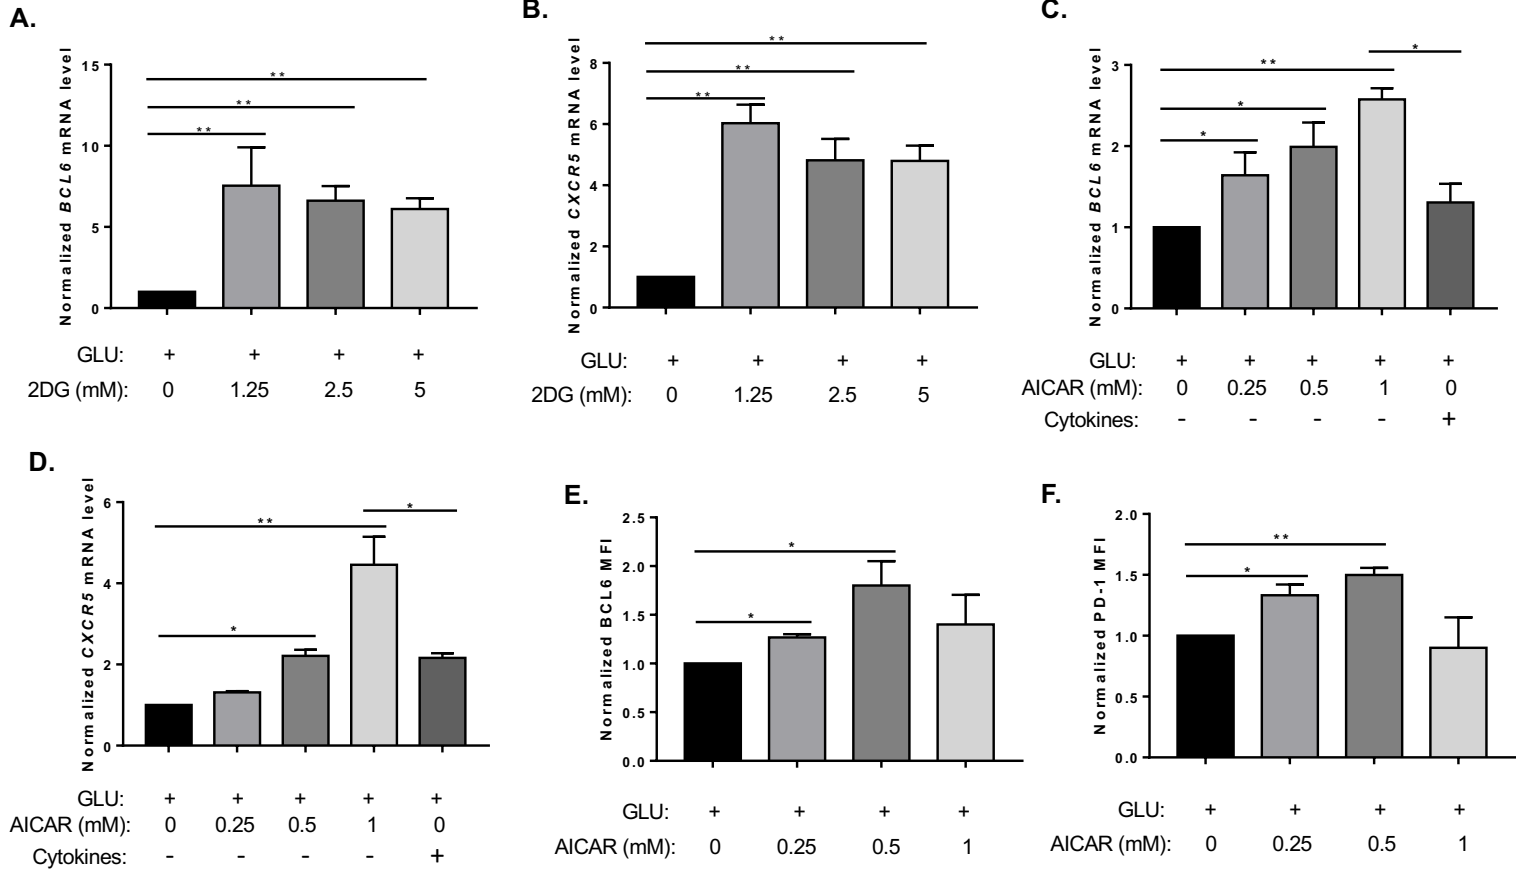 A.
Normalized BCL6 mRNA level
15
10
5
0
**
**
**
GLU: + + + +
2DG (mM): 0 1.25 2.5 5
B.
Normalized CXCR5 mRNA level
8
6
4
2
0
**
**
**
GLU: + + + +
2DG (mM): 0 1.25 2.5 5
C.
Normalized BCL6 mRNA level
3
2
1
0
*
**
*
*
GLU: + + + + +
AICAR (mM): 0 0.25 0.5 1 0
Cytokines: - - - - +
D.
Normalized CXCR5 mRNA level
6
4
2
0
*
**
*
GLU: + + + + +
AICAR (mM): 0 0.25 0.5 1 0
Cytokines: - - - - +
E.
Normalized BCL6 MFI
2.5
2.0
1.5
1.0
0.5
0.0
*
*
GLU: + + + +
AICAR (mM): 0 0.25 0.5 1
F.
Normalized PD-1 MFI
2.0
1.5
1.0
0.5
0.0
**
*
GLU: + + + +
AICAR (mM): 0 0.25 0.5 1